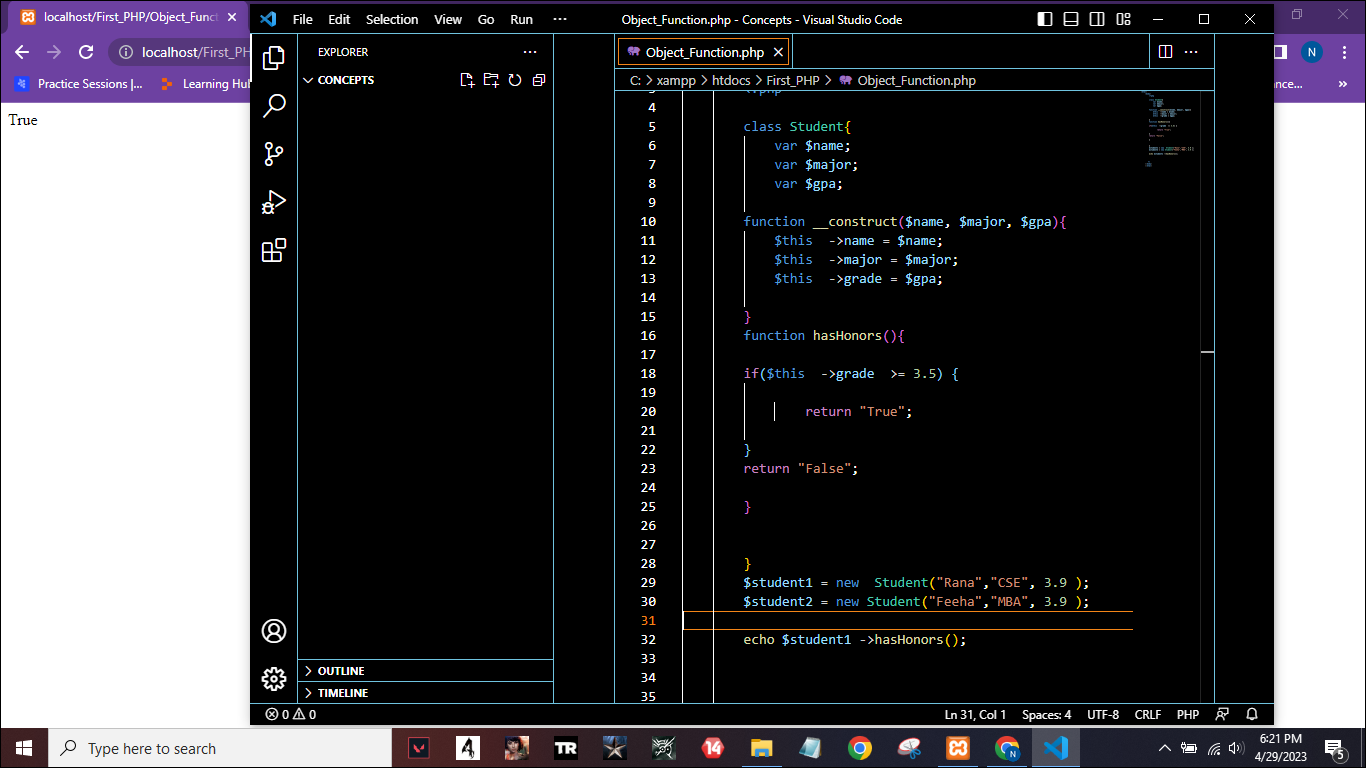 localhost/First_PHP/Object_Funct
localhost/First_PH
Practice Sessions |...
Learning Hu
ance...
True
File Edit Selection View Go Run ...
Object_Function.php - Concepts - Visual Studio Code
EXPLORER
CONCEPTS
OUTLINE
TIMELINE
Object_Function.php
C: > xampp > htdocs > First_PHP > Object_Function.php
3 <?php
4
5 class Student{
6 var $name;
7 var $major;
8 var $gpa;
9
10 function __construct($name, $major, $gpa){
11 $this ->name = $name;
12 $this ->major = $major;
13 $this ->grade = $gpa;
14
15 }
16 function hasHonors(){
17
18 if($this ->grade >= 3.5) {
19
20 return "True";
21
22 }
23 return "False";
24
25 }
26
27
28 }
29 $student1 = new Student("Rana","CSE", 3.9 );
30 $student2 = new Student("Feeha","MBA", 3.9 );
31
32 echo $student1 ->hasHonors();
33
34
35
0 0
Ln 31, Col 1 Spaces: 4 UTF-8 CRLF PHP
N
Type here to search
TR
14
N
6:21 PM
4/29/2023
5